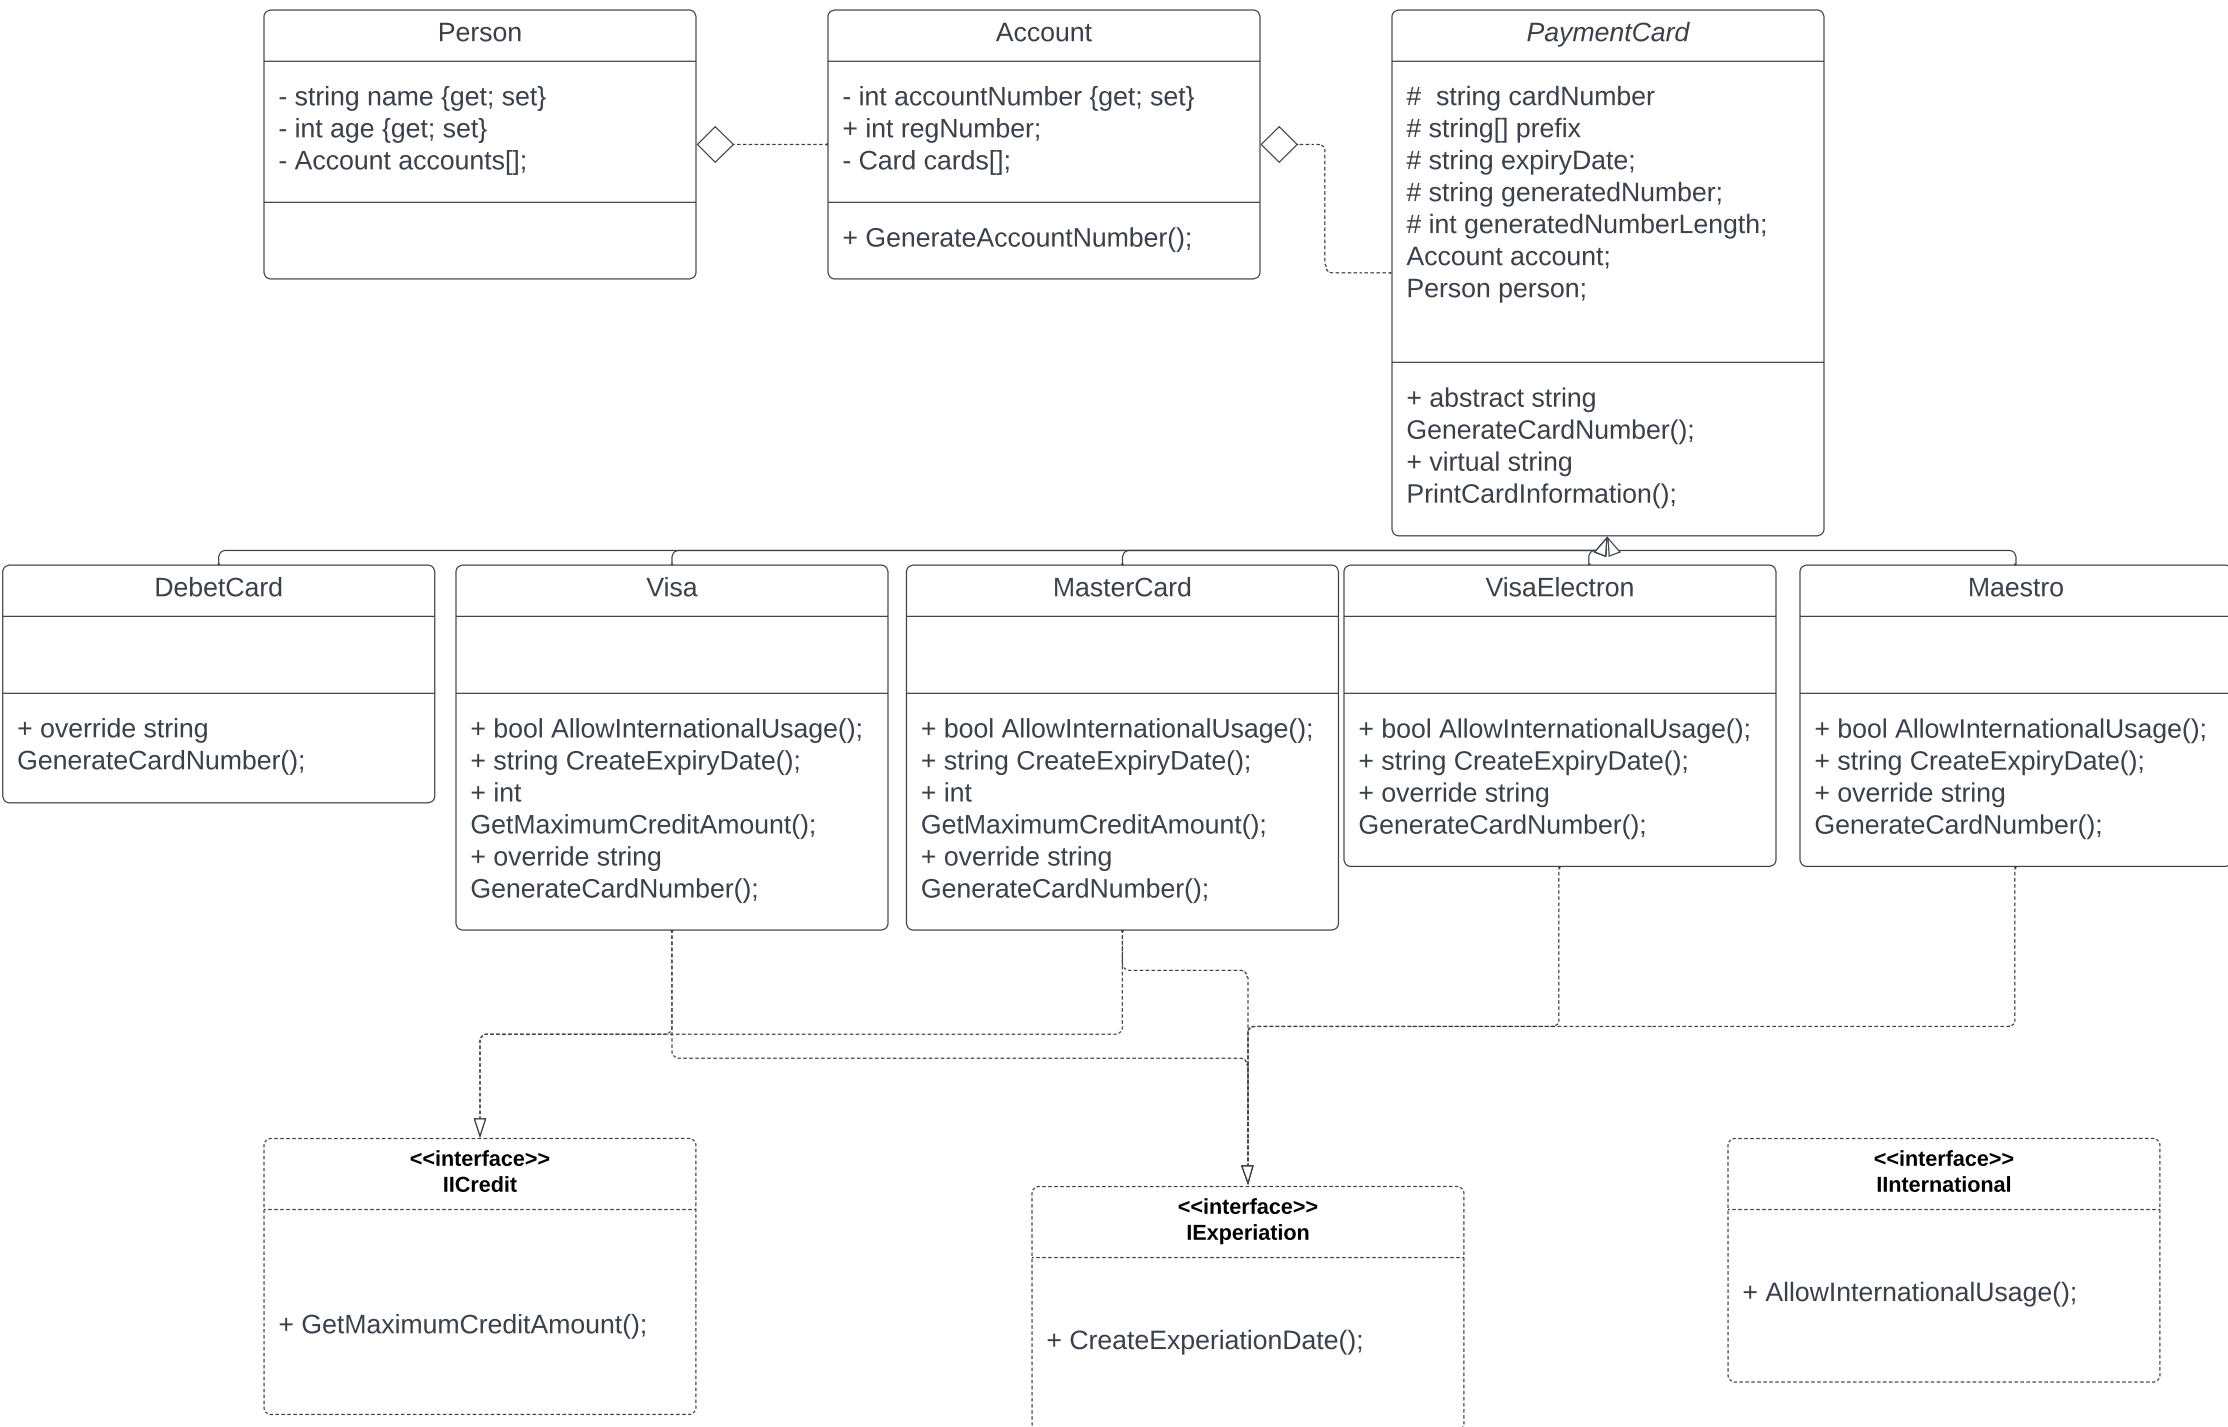 Person
- string name {get; set}
- int age {get; set}
- Account accounts[];
Account
- int accountNumber {get; set}
+ int regNumber;
- Card cards[];
+ GenerateAccountNumber();
PaymentCard
#  string cardNumber
# string[] prefix
# string expiryDate;
# string generatedNumber;
# int generatedNumberLength;
Account account;
Person person;
+ abstract string
GenerateCardNumber();
+ virtual string
PrintCardInformation();
DebetCard
+ override string
GenerateCardNumber();
Visa
+ bool AllowInternationalUsage();
+ string CreateExpiryDate();
+ int
GetMaximumCreditAmount();
+ override string
GenerateCardNumber();
MasterCard
+ bool AllowInternationalUsage();
+ string CreateExpiryDate();
+ int
GetMaximumCreditAmount();
+ override string
GenerateCardNumber();
VisaElectron
+ bool AllowInternationalUsage();
+ string CreateExpiryDate();
+ override string
GenerateCardNumber();
Maestro
+ bool AllowInternationalUsage();
+ string CreateExpiryDate();
+ override string
GenerateCardNumber();
<<interface>>
IICredit
+ GetMaximumCreditAmount();
<<interface>>
IExperiation
+ CreateExperiationDate();
<<interface>>
IInternational
+ AllowInternationalUsage();